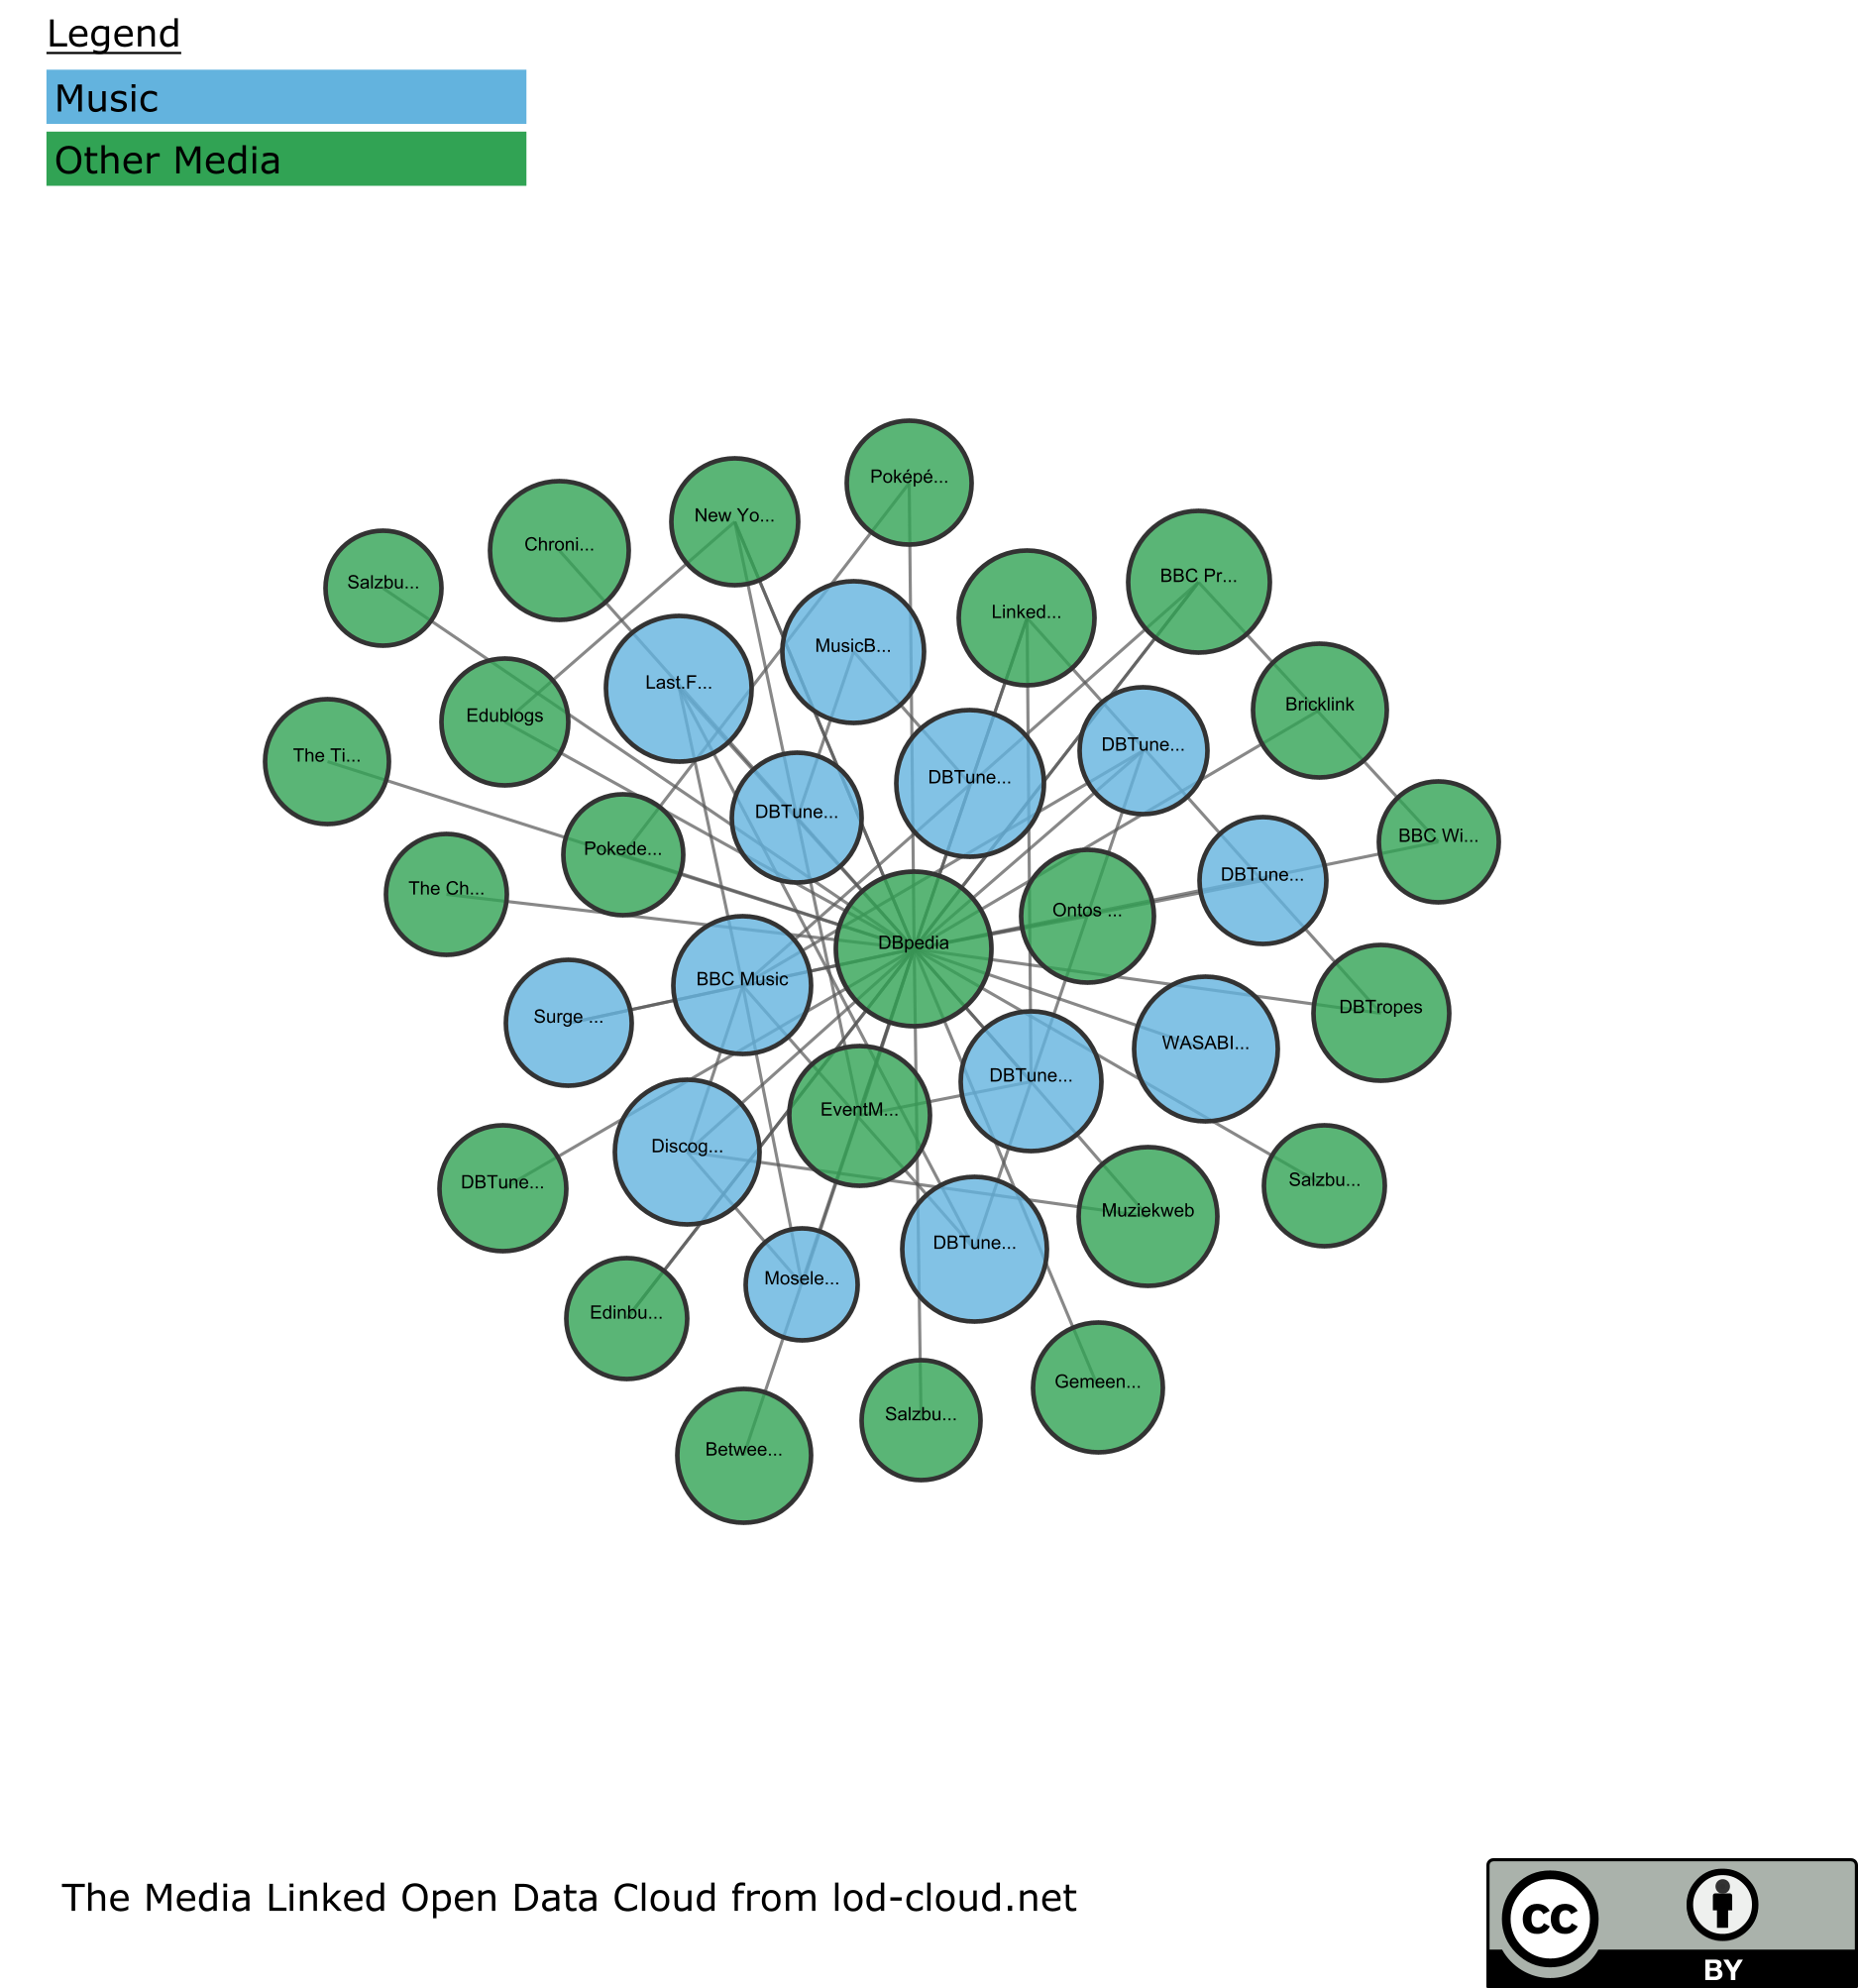 Legend
Music
Other Media
Poképé...
New Yo...
Chroni...
BBC Pr...
Salzbu...
Linked...
MusicB...
Last.F...
Bricklink
Edublogs
DBTune...
The Ti...
DBTune...
DBTune...
BBC Wi...
Pokede...
DBTune...
The Ch...
Ontos ...
DBpedia
BBC Music
DBTropes
Surge ...
WASABI...
DBTune...
EventM...
Discog...
Salzbu...
DBTune...
Muziekweb
DBTune...
Mosele...
Edinbu...
Gemeen...
Salzbu...
Betwee...
The Media Linked Open Data Cloud from lod-cloud.net
cc
BY